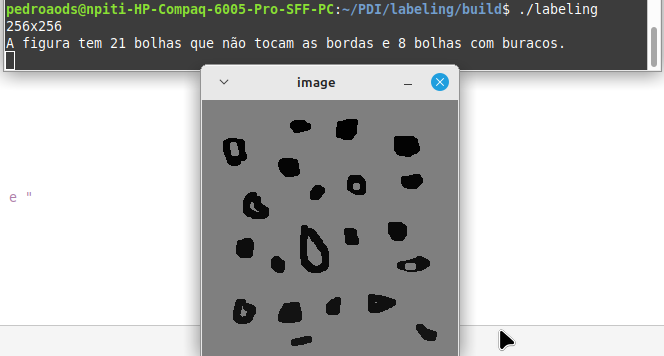 pedroaods@npiti-HP-Compaq-6005-Pro-SFF-PC:~/PDI/labeling/build$ ./labeling
256x256
A figura tem 21 bolhas que não tocam as bordas e 8 bolhas com buracos.
image
e "